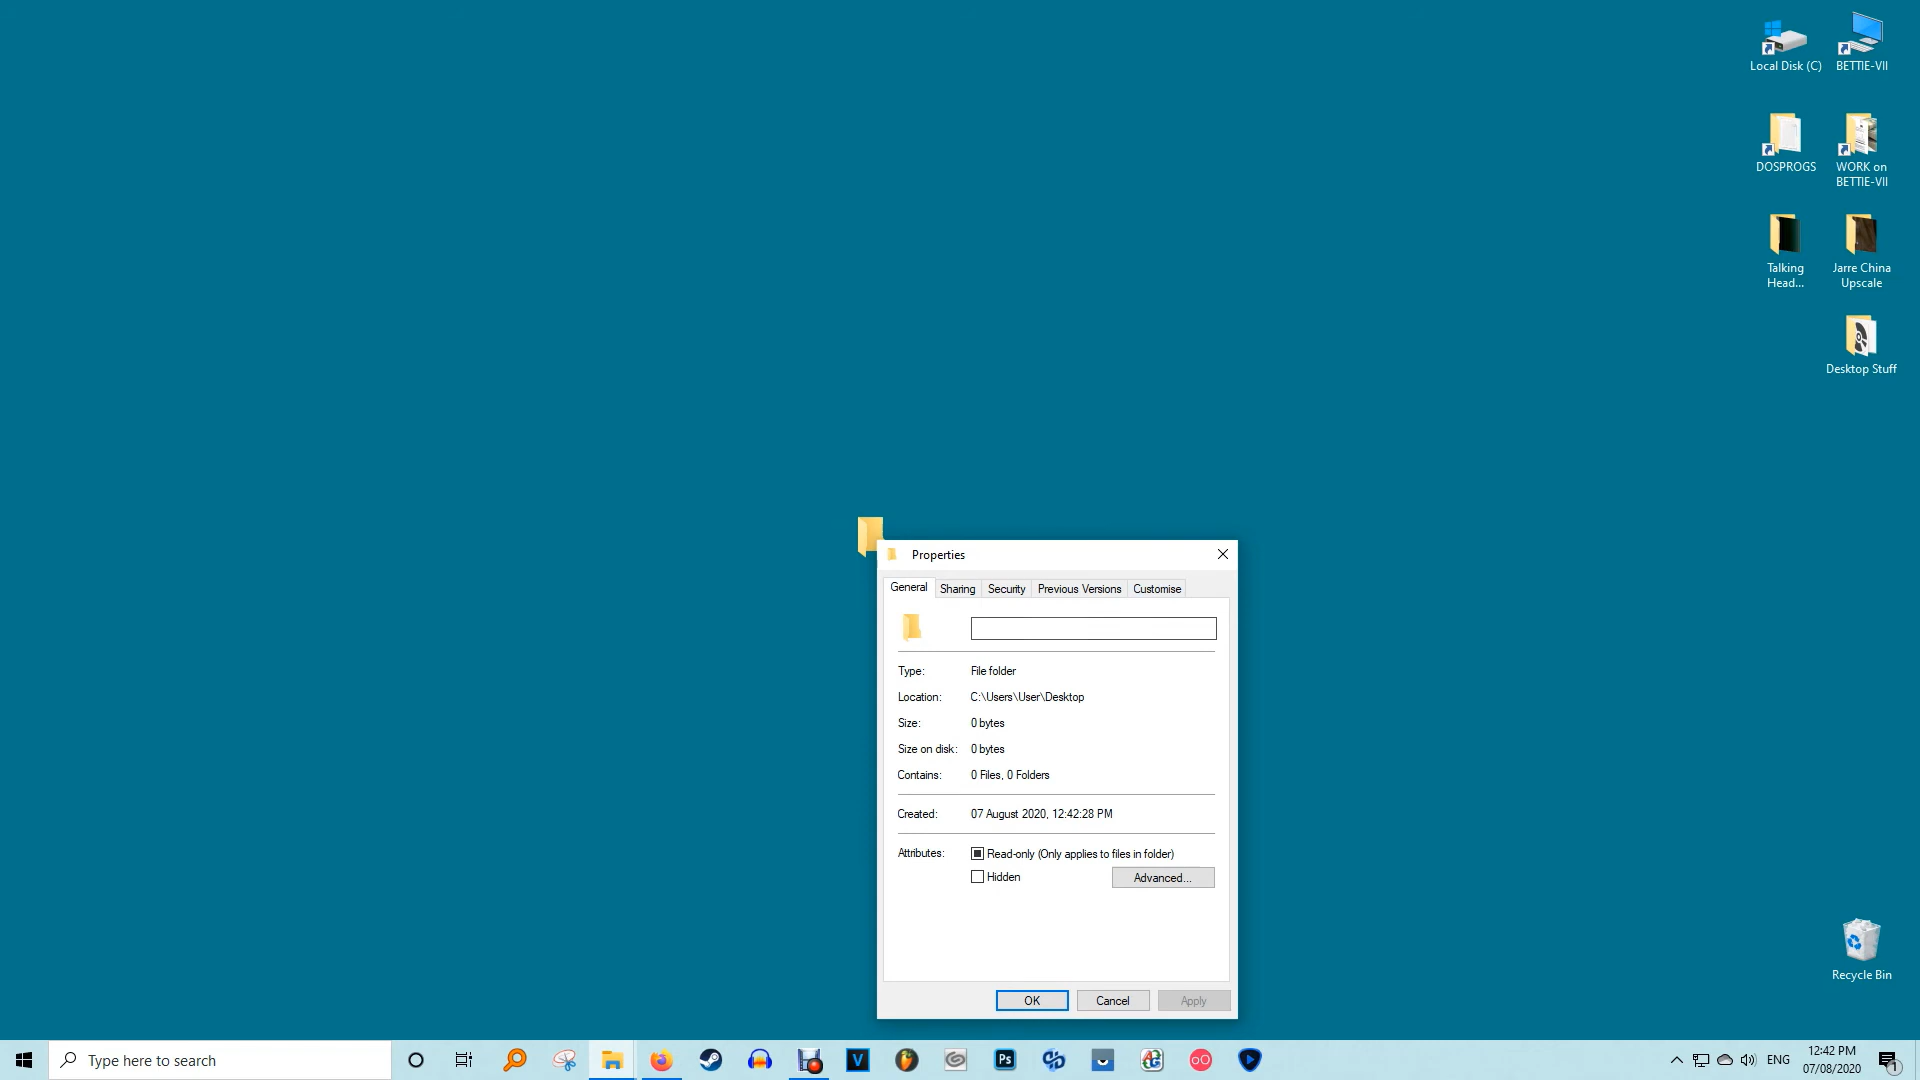 Local Disk (C)
BETTIE-VII
DOSPROGS
WORK on
BETTIE-VII
Talking
Head...
Jarre China
Upscale
Desktop Stuff
Properties
General
Sharing
Security
Previous Versions
Customise
Type: File folder
Location: C:\Users\User\Desktop
Size: 0 bytes
Size on disk: 0 bytes
Contains: 0 Files, 0 Folders
Created: 07 August 2020, 12:42:28 PM
Attributes: Read-only (Only applies to files in folder)
Hidden
Advanced...
OK
Cancel
Apply
Recycle Bin
Type here to search
V
Ps
ENG
12:42 PM
07/08/2020
1